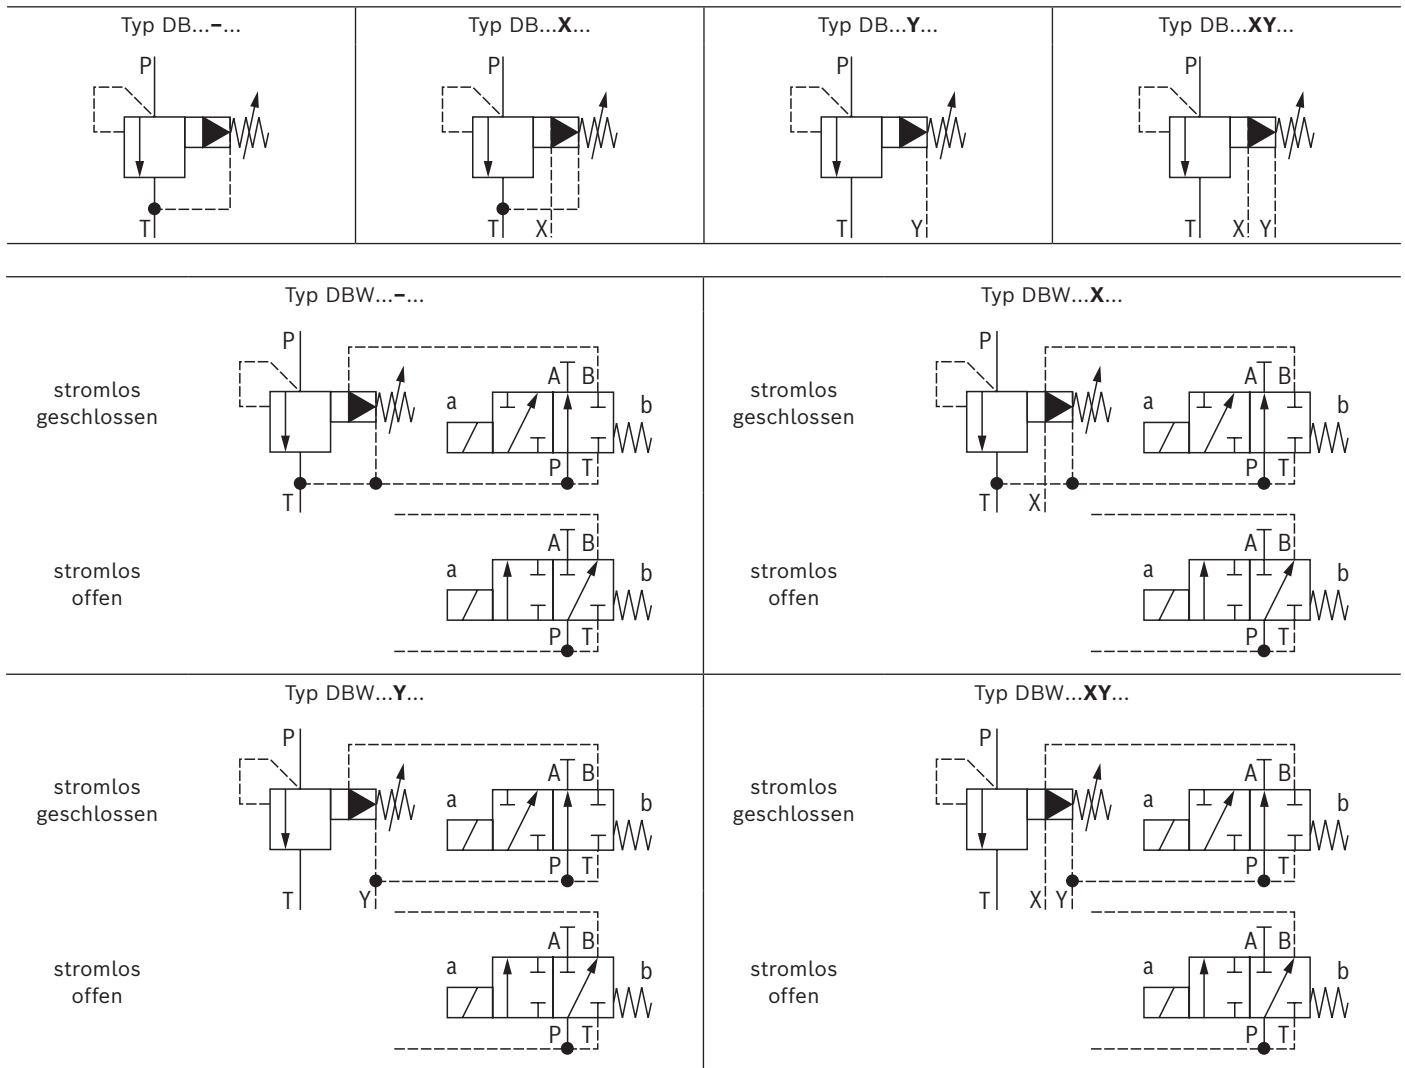 Typ DB...–... Typ DB...X... Typ DB...Y... Typ DB...XY...
P P P P
T T X T Y T X Y
Typ DBW...–... Typ DBW...X...
P P
stromlos
geschlossen
a A B b
P T
T
stromlos
geschlossen
a A B b
P T
T X
stromlos
offen
a A B b
P T
stromlos
offen
a A B b
P T
Typ DBW...Y... Typ DBW...XY...
P P
stromlos
geschlossen
a A B b
P T
T Y
stromlos
geschlossen
a A B b
P T
T X Y
stromlos
offen
a A B b
P T
stromlos
offen
a A B b
P T